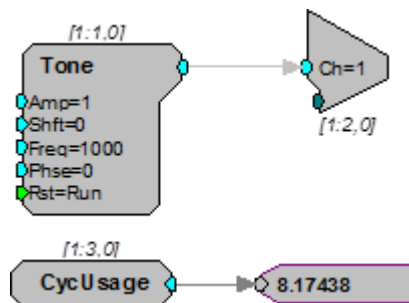 [1:1,0]
Tone
Amp=1
Shft=0
Freq=1000
Phse=0
Rst=Run
Ch=1
[1:2,0]
[1:3,0]
CycUsage
8.17438